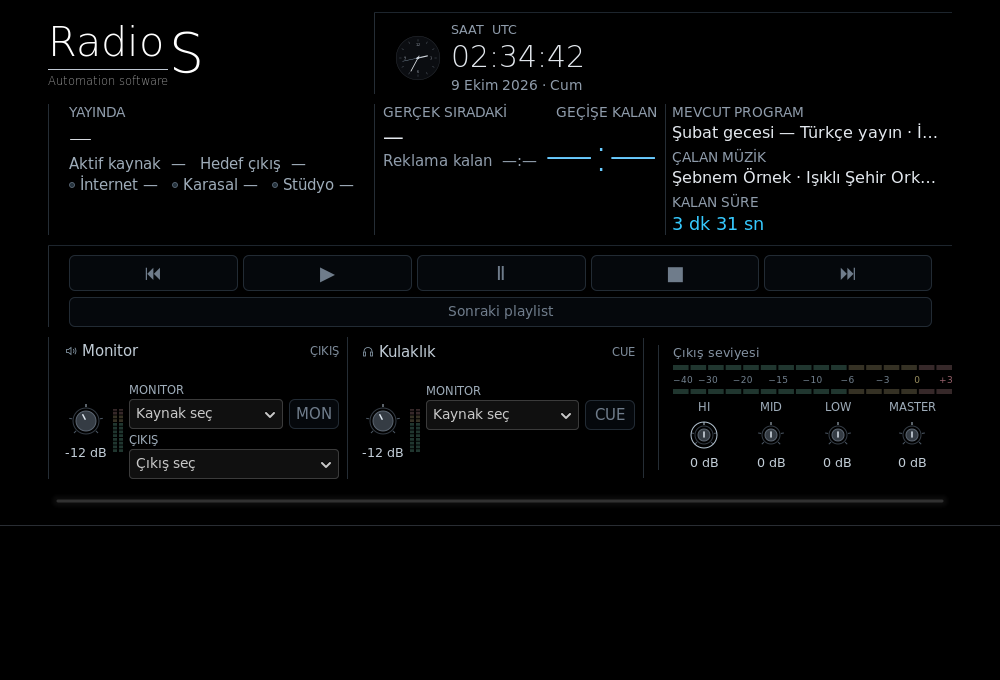 Radio S
Automation software
SAAT UTC
02:34:42
9 Ekim 2026 · Cum
YAYINDA
—
Aktif kaynak — Hedef çıkış —
İnternet — Karasal — Stüdyo —
GERÇEK SIRADAKİ
—
Reklama kalan —:—
GEÇİŞE KALAN
—:—
MEVCUT PROGRAM
Şubat gecesi — Türkçe yayın · İ…
ÇALAN MÜZİK
Şebnem Örnek · Işıklı Şehir Ork…
KALAN SÜRE
3 dk 31 sn
Sonraki playlist
Monitor ÇIKIŞ
MONITOR
Kaynak seç MON
ÇIKIŞ
-12 dB
Çıkış seç
Kulaklık CUE
MONITOR
Kaynak seç CUE
-12 dB
Çıkış seviyesi
−40 −30 −20 −15 −10 −6 −3 0 +3
HI MID LOW MASTER
0 dB 0 dB 0 dB 0 dB